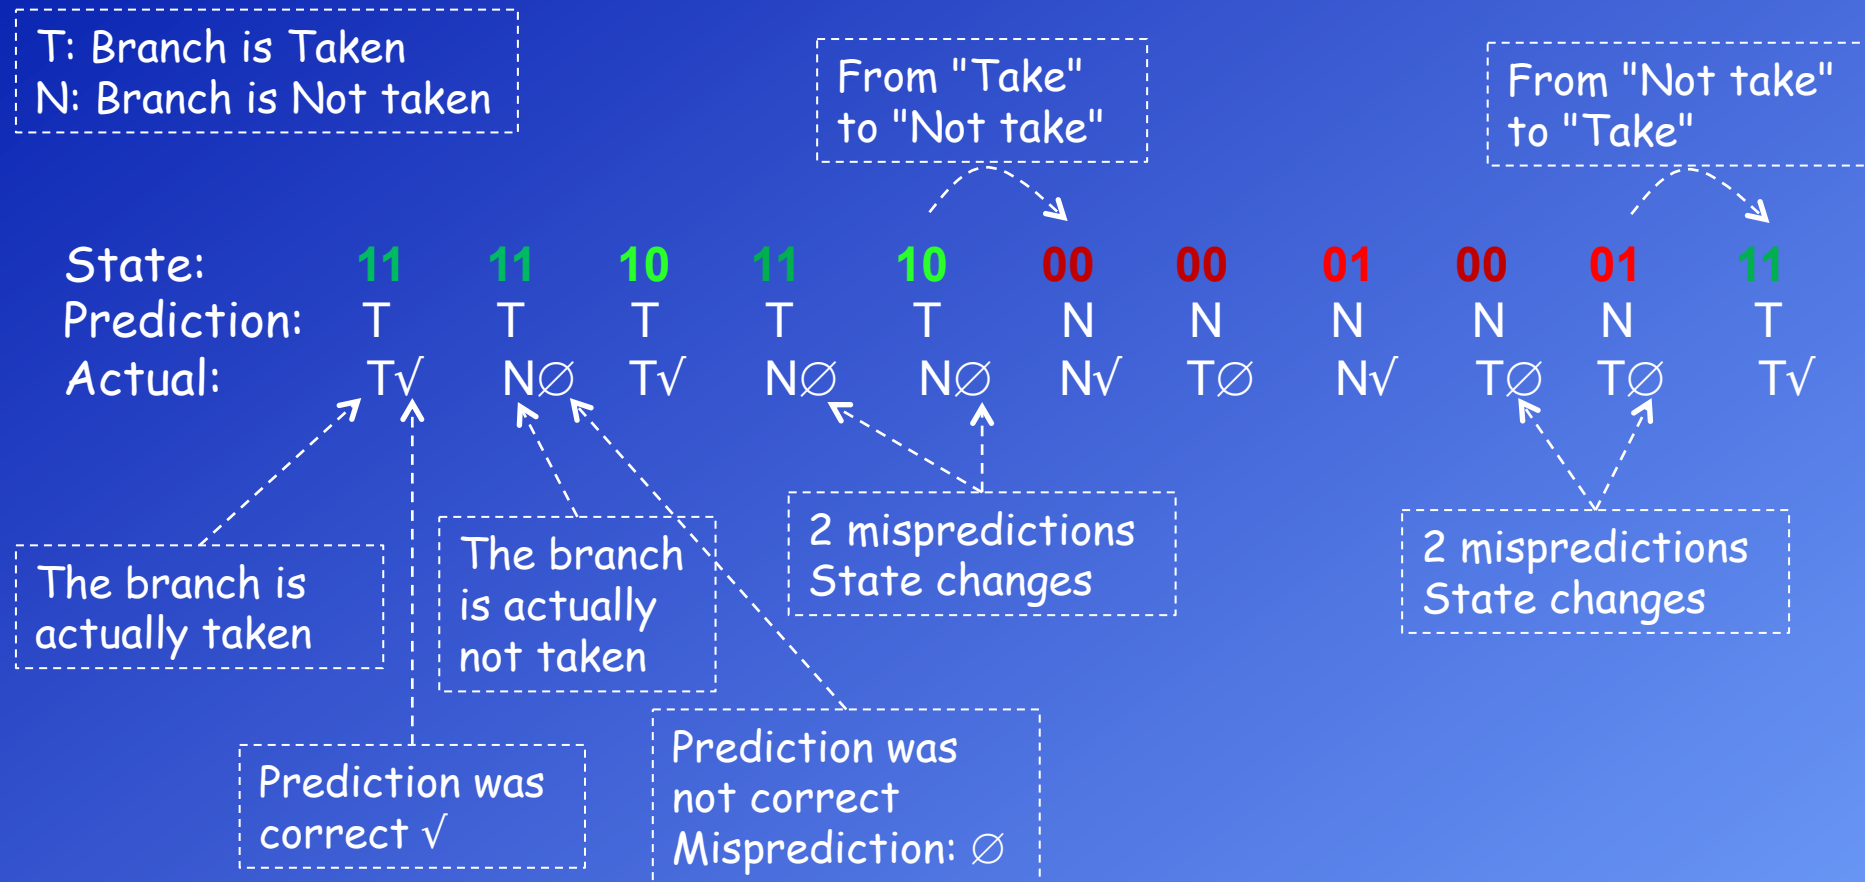 T: Branch is Taken
N: Branch is Not taken
From "Take"
to "Not take"
From "Not take"
to "Take"
State: 11 11 10 11 10 00 00 01 00 01 11
Prediction: T T T T T N N N N N T
Actual: T√ N∅ T√ N∅ N∅ N√ T∅ N√ T∅ T∅ T√
The branch is
actually taken
The branch
is actually
not taken
2 mispredictions
State changes
2 mispredictions
State changes
Prediction was
correct √
Prediction was
not correct
Misprediction: ∅